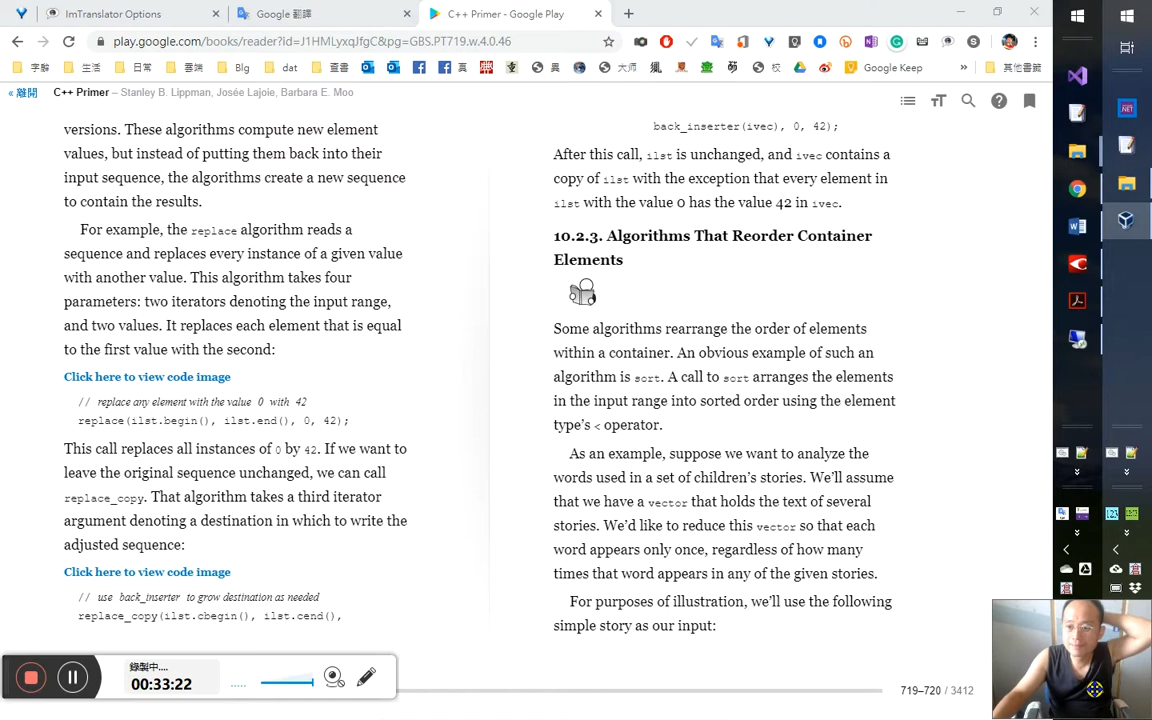 ImTranslator Options
Google 翻譯
C++ Primer - Google Play
play.google.com/books/reader?id=J1HMLyxqJfgC&pg=GBS.PT719.w.4.0.46
字辭
生活
日常
雲端
Blg
dat
查書
真
異
大师
校
Google Keep
»
其他書籤
« 離開
C++ Primer – Stanley B. Lippman, Josée Lajoie, Barbara E. Moo
versions. These algorithms compute new element
values, but instead of putting them back into their
input sequence, the algorithms create a new sequence
to contain the results.
For example, the replace algorithm reads a
sequence and replaces every instance of a given value
with another value. This algorithm takes four
parameters: two iterators denoting the input range,
and two values. It replaces each element that is equal
to the first value with the second:
Click here to view code image
// replace any element with the value 0 with 42
replace(ilst.begin(), ilst.end(), 0, 42);
This call replaces all instances of 0 by 42. If we want to
leave the original sequence unchanged, we can call
replace_copy. That algorithm takes a third iterator
argument denoting a destination in which to write the
adjusted sequence:
Click here to view code image
// use back_inserter to grow destination as needed
replace_copy(ilst.cbegin(), ilst.cend(),
back_inserter(ivec), 0, 42);
After this call, ilst is unchanged, and ivec contains a
copy of ilst with the exception that every element in
ilst with the value 0 has the value 42 in ivec.
10.2.3. Algorithms That Reorder Container
Elements
Some algorithms rearrange the order of elements
within a container. An obvious example of such an
algorithm is sort. A call to sort arranges the elements
in the input range into sorted order using the element
type's < operator.
As an example, suppose we want to analyze the
words used in a set of children's stories. We'll assume
that we have a vector that holds the text of several
stories. We'd like to reduce this vector so that each
word appears only once, regardless of how many
times that word appears in any of the given stories.
For purposes of illustration, we'll use the following
simple story as our input:
719–720 / 3412
錄製中....
00:33:22